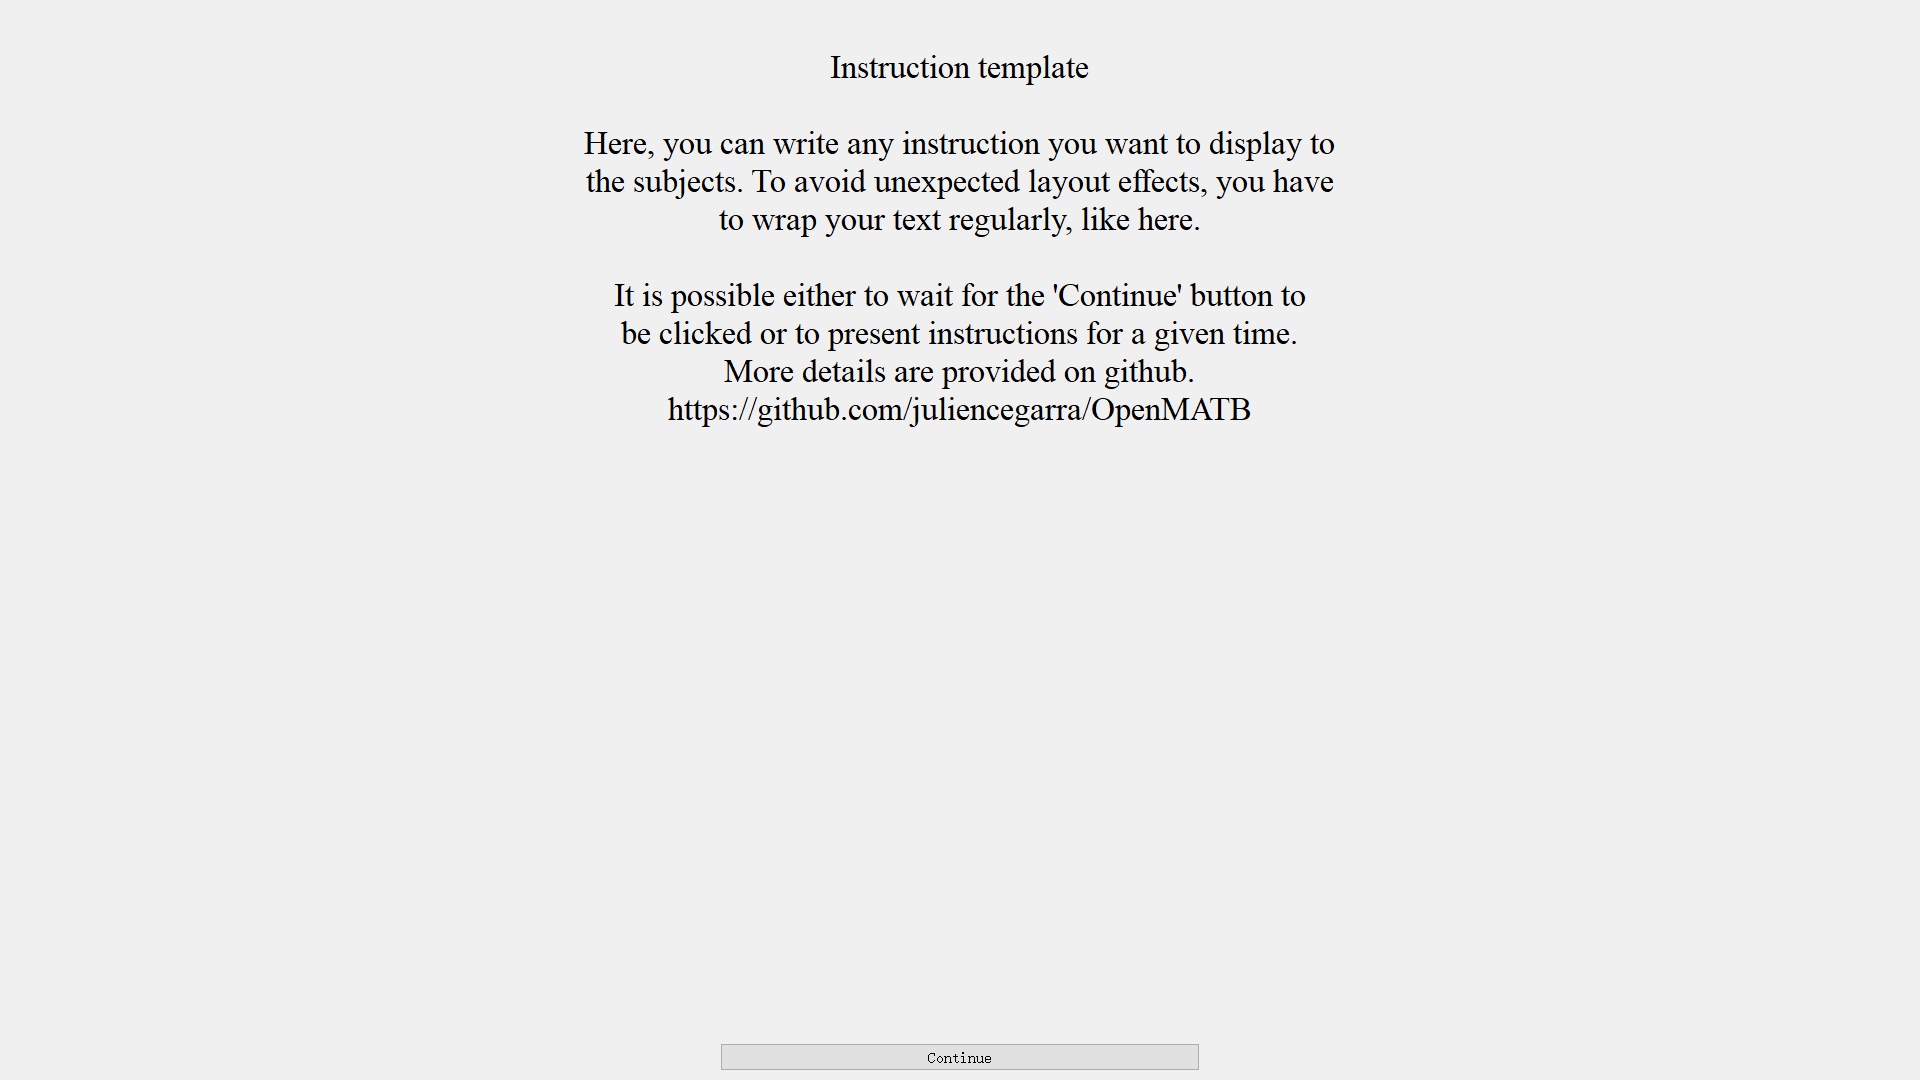 Instruction template
Here, you can write any instruction you want to display to
the subjects. To avoid unexpected layout effects, you have
to wrap your text regularly, like here.
It is possible either to wait for the 'Continue' button to
be clicked or to present instructions for a given time.
More details are provided on github.
https://github.com/juliencegarra/OpenMATB
Continue